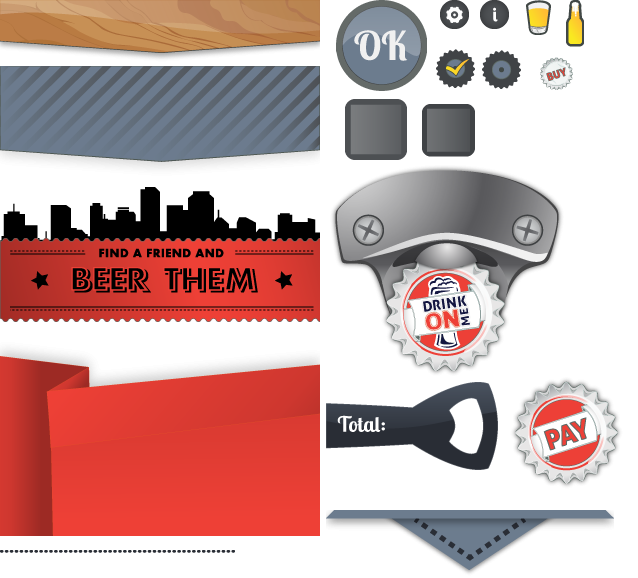 OK
i
BUY
FIND A FRIEND AND
BEER THEM
DRINK
ON
ME
Total:
PAY